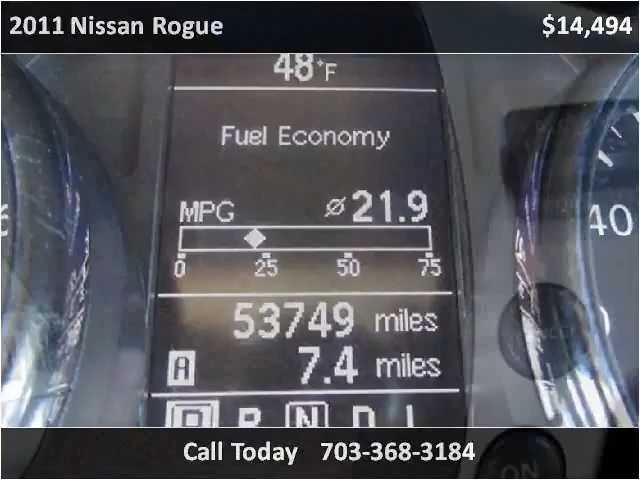 2011 Nissan Rogue $14,494
48°F
Fuel Economy
MPG ⌀ 21.9
0 25 50 75
53749 miles
A 7.4 miles
P R N D L
40
ON
Call Today 703-368-3184